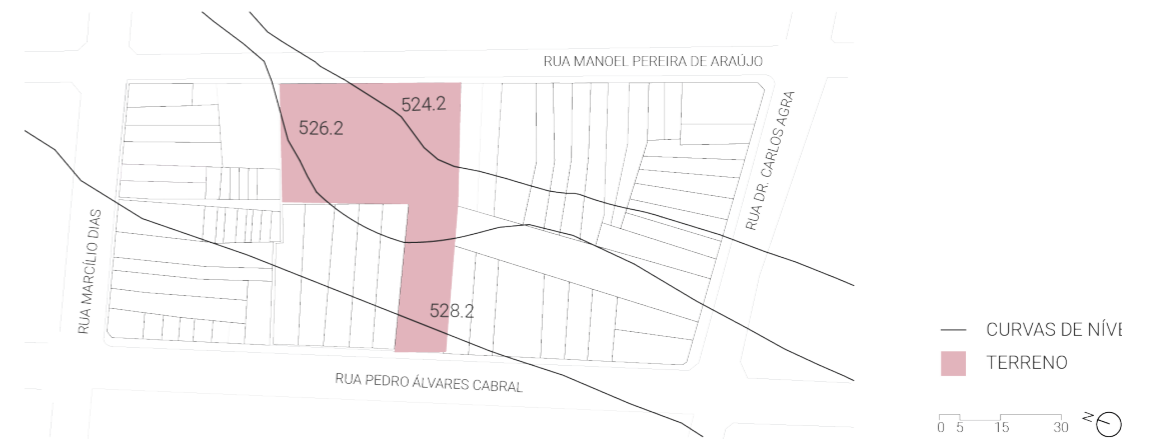 RUA MANOEL PEREIRA DE ARAÚJO
524.2
526.2
RUA DR. CARLOS AGRA
RUA MARCÍLIO DIAS
528.2
RUA PEDRO ÁLVARES CABRAL
CURVAS DE NÍVE
TERRENO
0 5 15 30
N